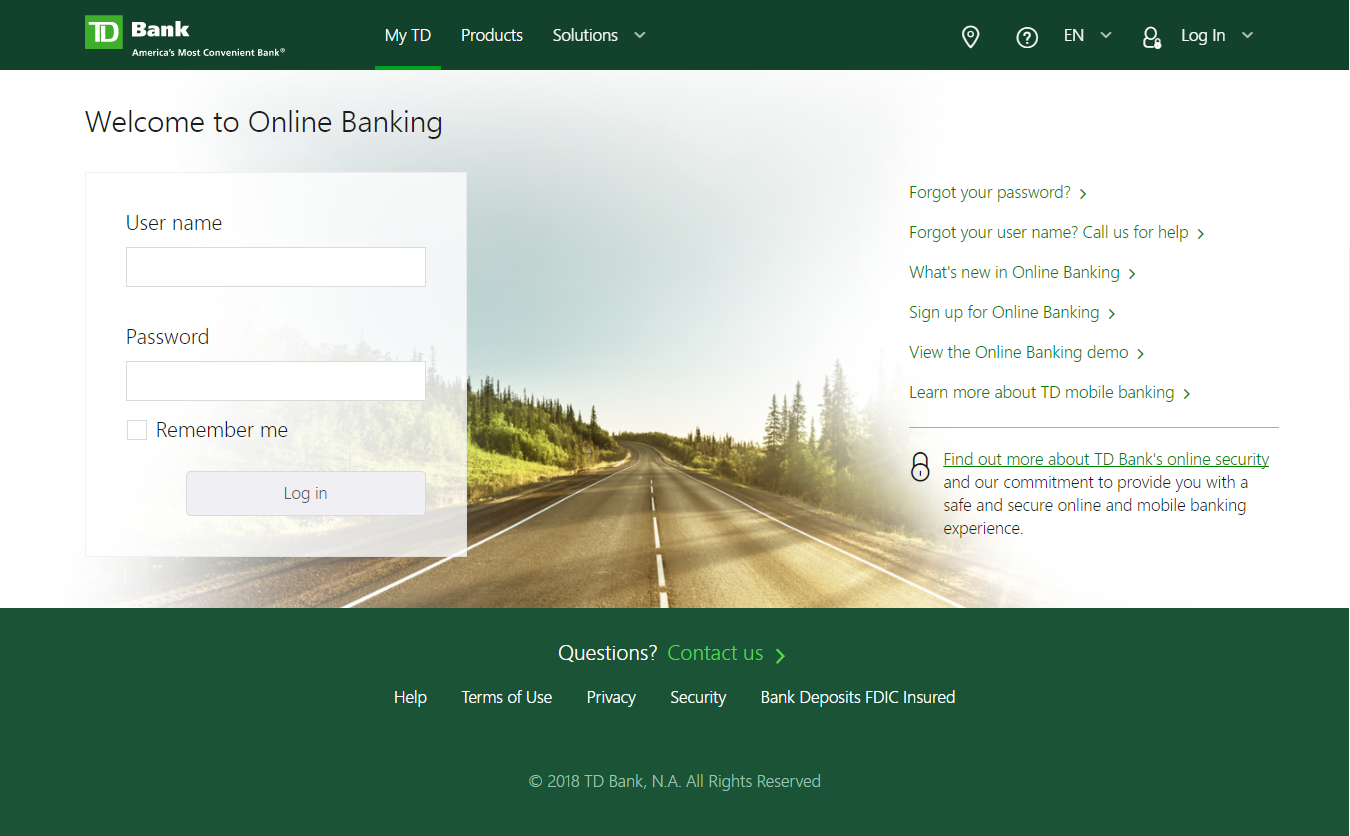 TD Bank
America's Most Convenient Bank®
My TD Products Solutions EN Log In
Welcome to Online Banking
User name
Password
Remember me
Log in
Forgot your password?
Forgot your user name? Call us for help
What's new in Online Banking
Sign up for Online Banking
View the Online Banking demo
Learn more about TD mobile banking
Find out more about TD Bank's online security
and our commitment to provide you with a
safe and secure online and mobile banking
experience.
Questions? Contact us
Help Terms of Use Privacy Security Bank Deposits FDIC Insured
© 2018 TD Bank, N.A. All Rights Reserved